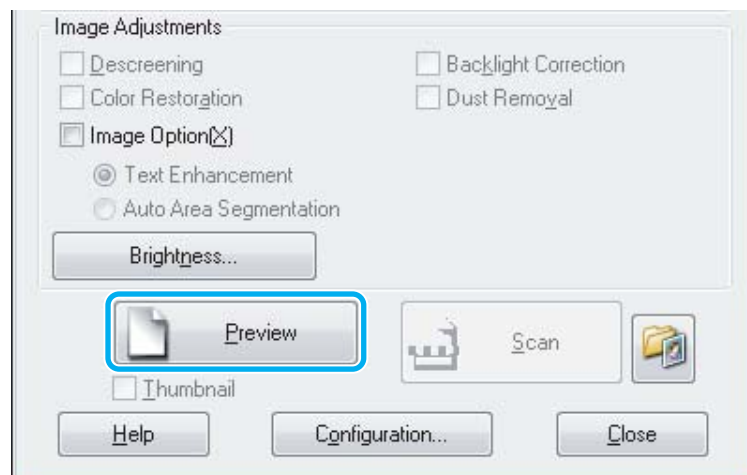 Image Adjustments
Descreening Backlight Correction
Color Restoration Dust Removal
Image Option(X)
Text Enhancement
Auto Area Segmentation
Brightness...
Preview Scan
Thumbnail
Help Configuration... Close